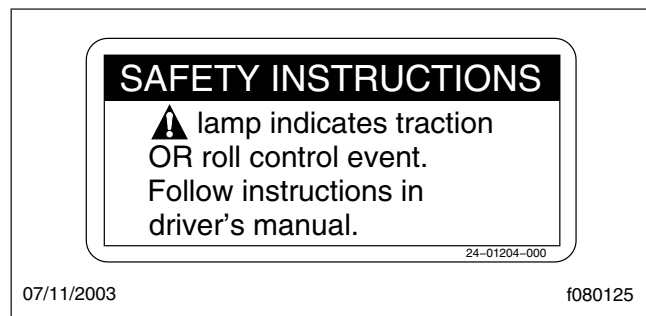 SAFETY INSTRUCTIONS
⚠ lamp indicates traction
OR roll control event.
Follow instructions in
driver's manual.
24–01204–000
07/11/2003 f080125